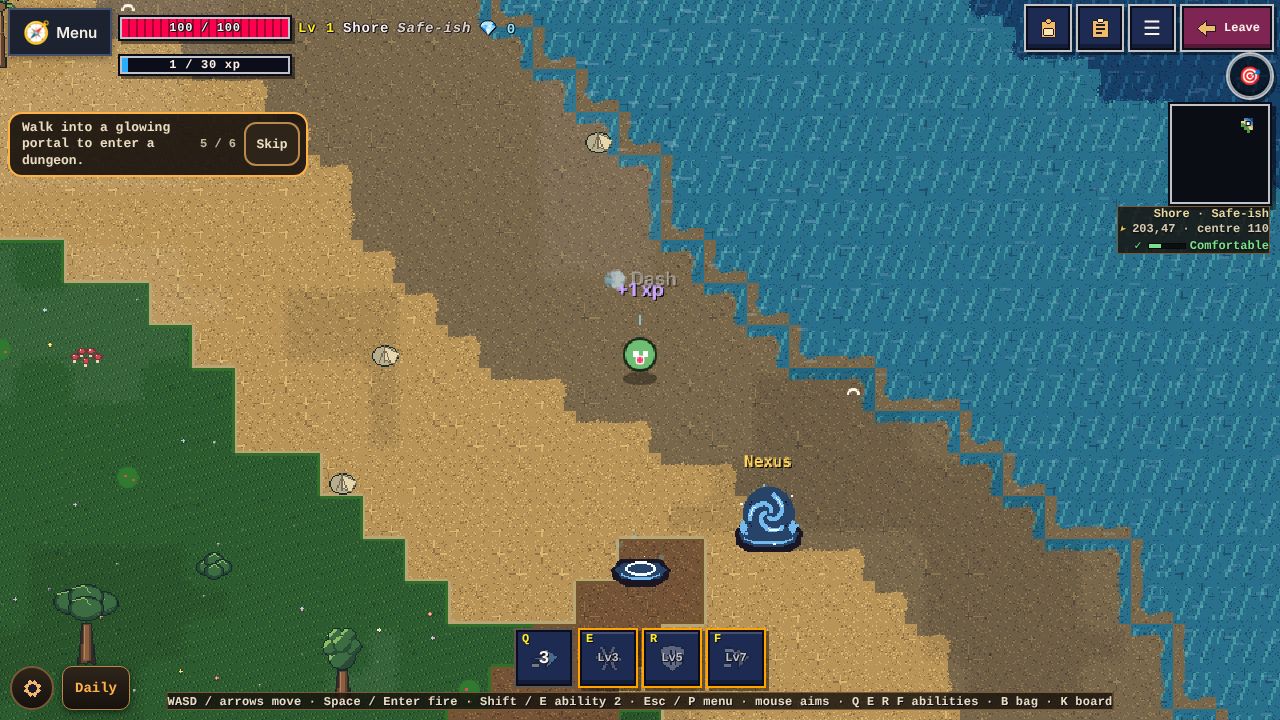 Menu
100 / 100
Lv 1 Shore Safe-ish 0
1 / 30 xp
Leave
Walk into a glowing
portal to enter a
dungeon.
5 / 6
Skip
Shore · Safe-ish
203,47 · centre 110
✓ Comfortable
Dash
+1 xp
Nexus
Q
3
E
Lv3
R
Lv5
F
Lv7
Daily
WASD / arrows move · Space / Enter fire · Shift / E ability 2 · Esc / P menu · mouse aims · Q E R F abilities · B bag · K board